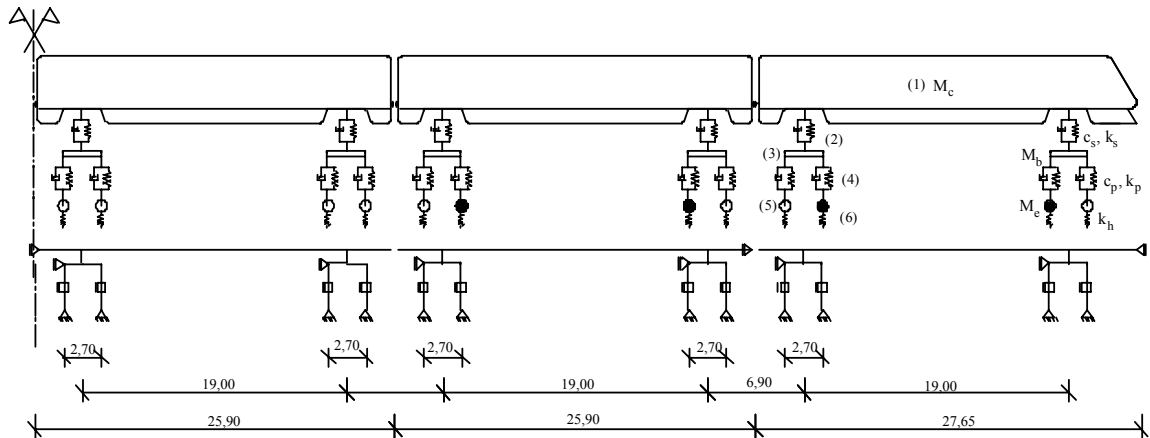 (1) M_c
(2)
c_s, k_s
(3)
M_b
(4)
c_p, k_p
(5)
(6)
M_e
k_h
2,70 2,70 2,70 2,70 2,70
19,00 19,00 6,90 19,00
25,90 25,90 27,65